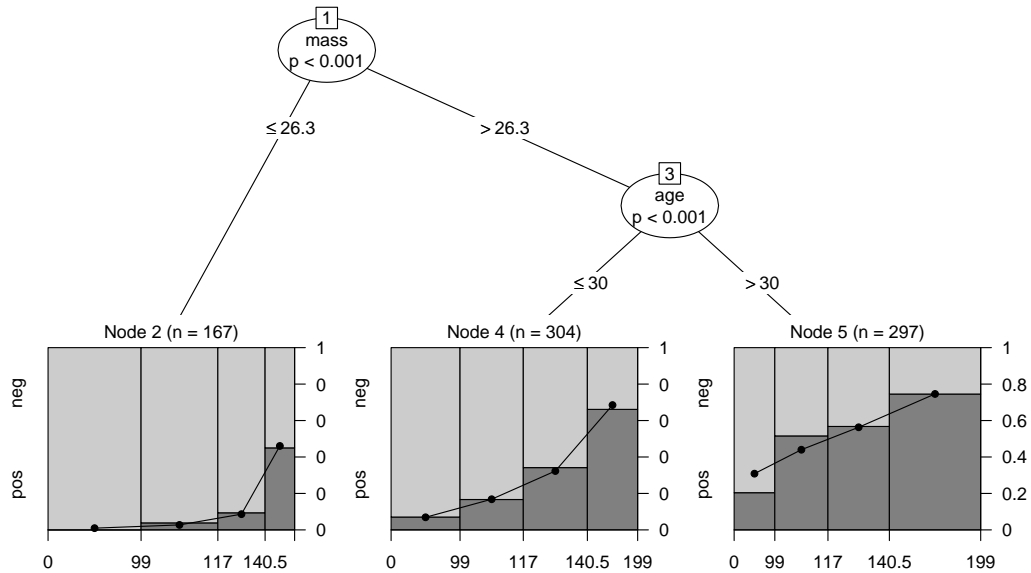 1
mass
p < 0.001
≤ 26.3
> 26.3
3
age
p < 0.001
≤ 30
> 30
Node 2 (n = 167)
pos
neg
0
99
117
140.5
0
0
0
0
0
1
Node 4 (n = 304)
pos
neg
0
99
117
140.5
199
0
0
0
0
0
1
Node 5 (n = 297)
pos
neg
0
99
117
140.5
199
0
0.2
0.4
0.6
0.8
1